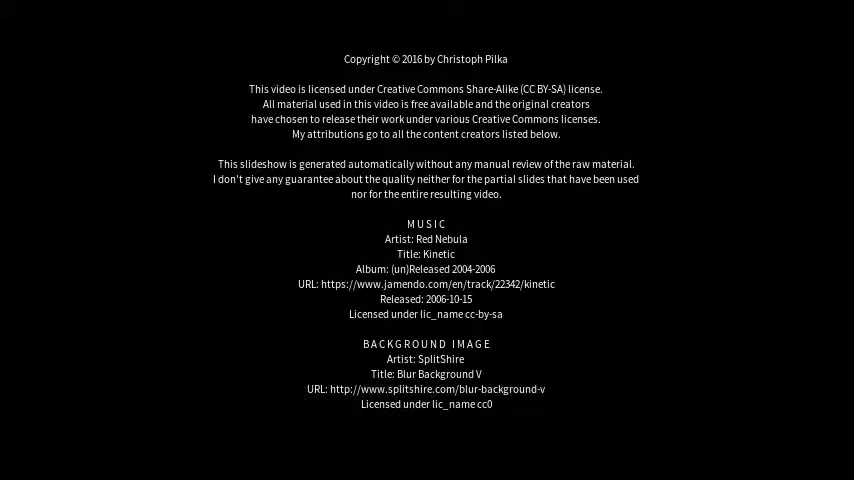 Copyright © 2016 by Christoph Pilka
This video is licensed under Creative Commons Share-Alike (CC BY-SA) license.
All material used in this video is free available and the original creators
have chosen to release their work under various Creative Commons licenses.
My attributions go to all the content creators listed below.
This slideshow is generated automatically without any manual review of the raw material.
I don't give any guarantee about the quality neither for the partial slides that have been used
nor for the entire resulting video.
MUSIC
Artist: Red Nebula
Title: Kinetic
Album: (un)Released 2004-2006
URL: https://www.jamendo.com/en/track/22342/kinetic
Released: 2006-10-15
Licensed under lic_name cc-by-sa
BACKGROUND IMAGE
Artist: SplitShire
Title: Blur Background V
URL: http://www.splitshire.com/blur-background-v
Licensed under lic_name cc0